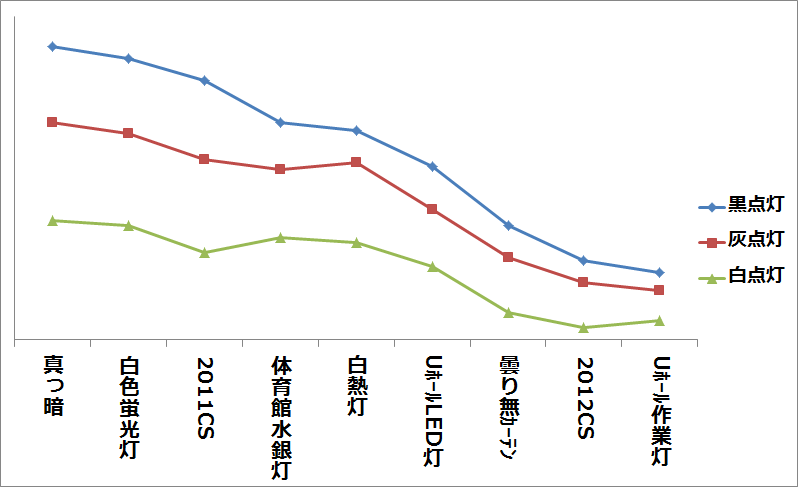 黒点灯
灰点灯
白点灯
真つ暗
白色蛍光灯
2011CS
体育館水銀灯
白熱灯
UﾎｰﾙLED灯
曇り無ｶｰﾃﾝ
2012CS
Uﾎｰﾙ作業灯